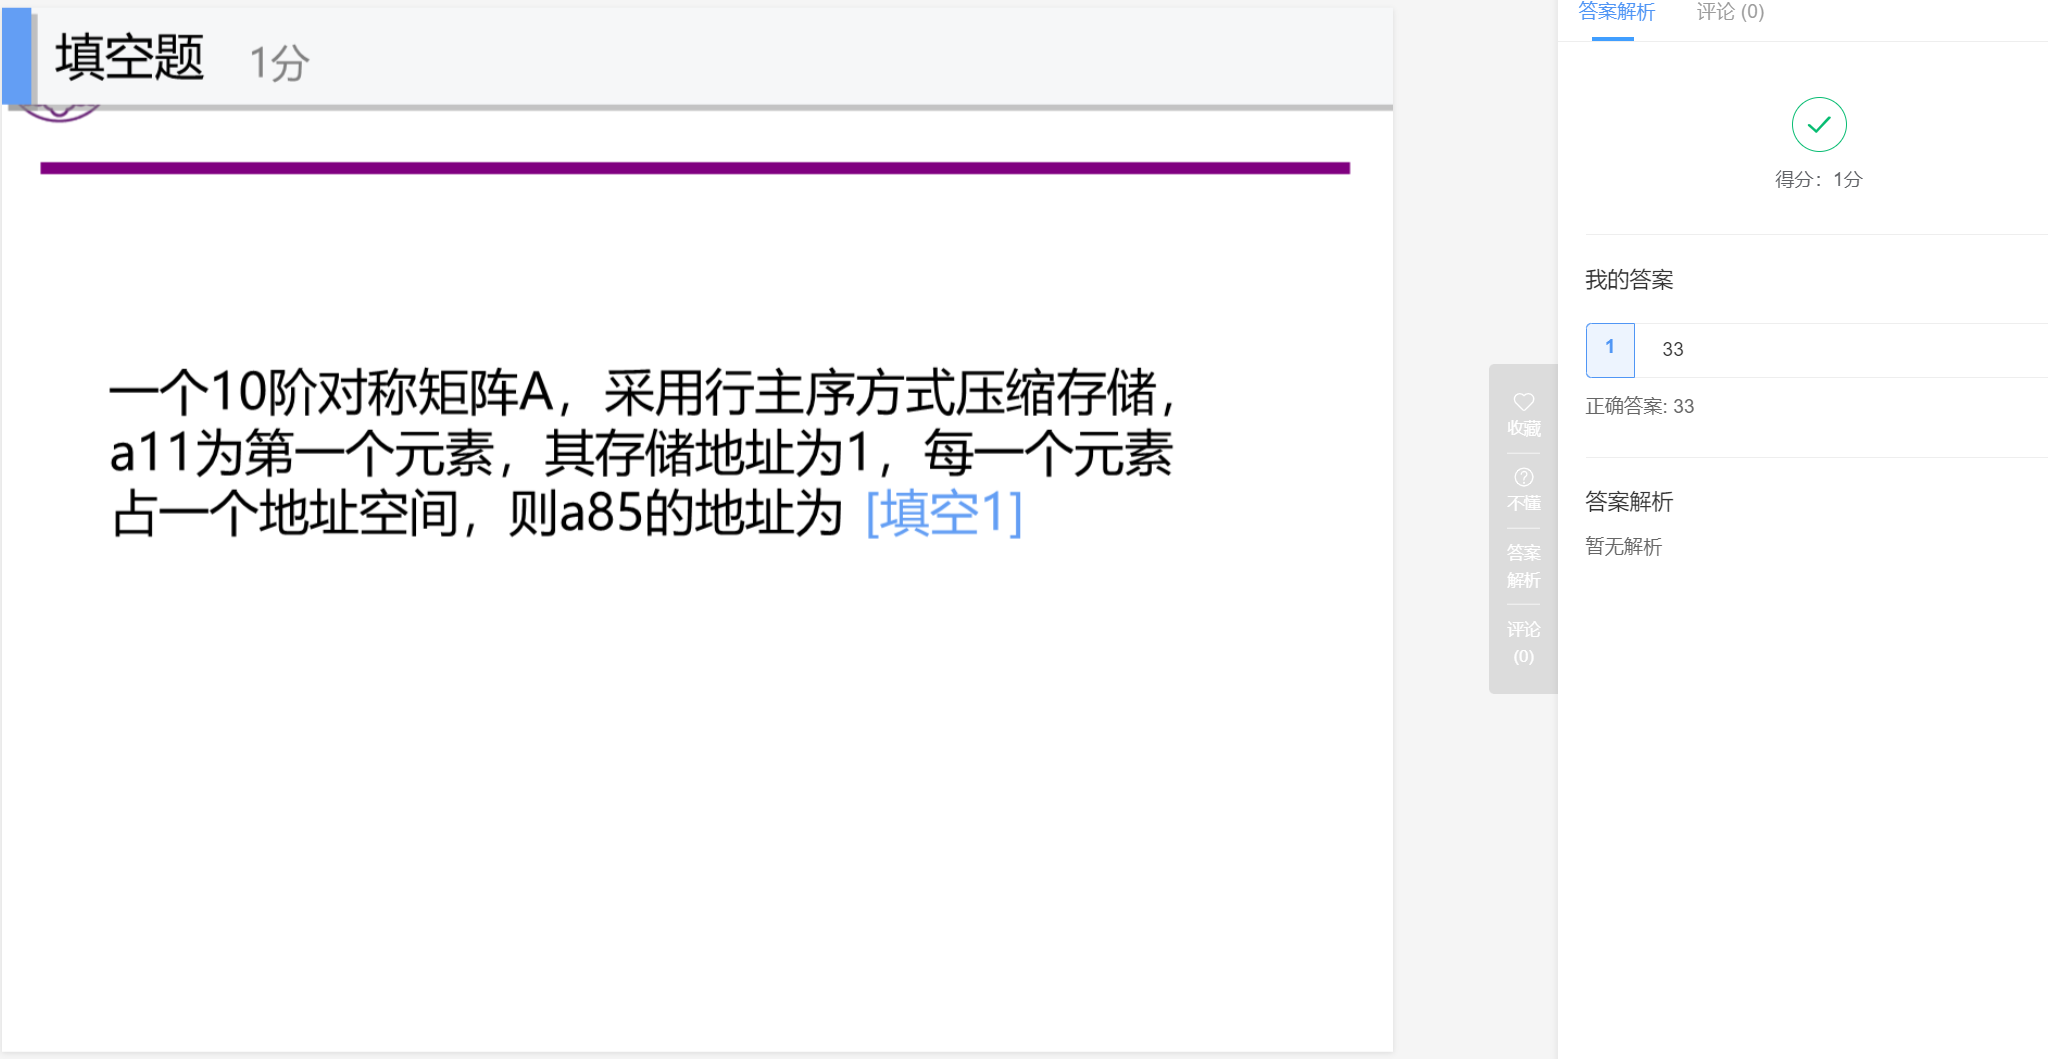 填空题 1分
一个10阶对称矩阵A，采用行主序方式压缩存储，
a11为第一个元素，其存储地址为1，每一个元素
占一个地址空间，则a85的地址为 [填空1]
收藏
不懂
答案
解析
评论
(0)
答案解析 评论 (0)
得分：1分
我的答案
1 33
正确答案: 33
答案解析
暂无解析